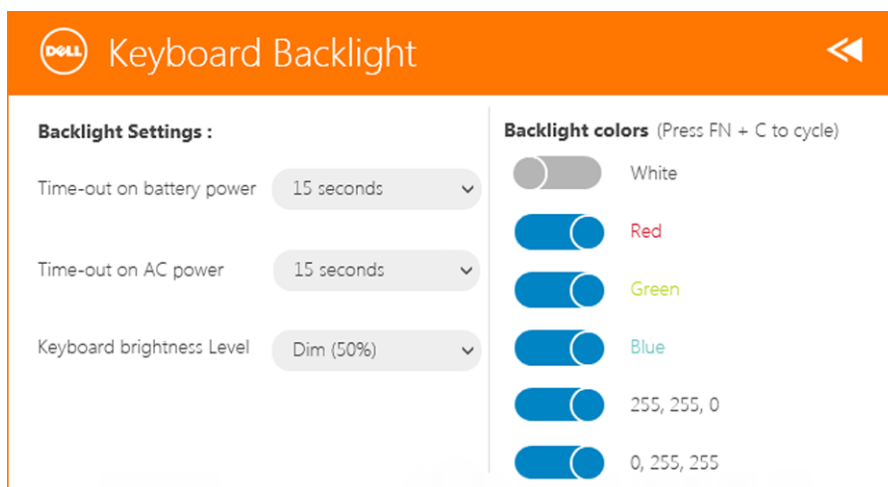 DELL Keyboard Backlight
Backlight Settings :
Time-out on battery power 15 seconds
Time-out on AC power 15 seconds
Keyboard brightness Level Dim (50%)
Backlight colors (Press FN + C to cycle)
White
Red
Green
Blue
255, 255, 0
0, 255, 255